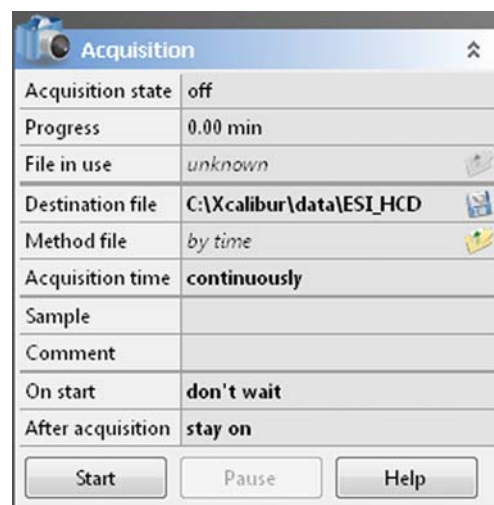 Acquisition
Acquisition state off
Progress 0.00 min
File in use unknown
Destination file C:\Xcalibur\data\ESI_HCD
Method file by time
Acquisition time continuously
Sample
Comment
On start don't wait
After acquisition stay on
Start Pause Help